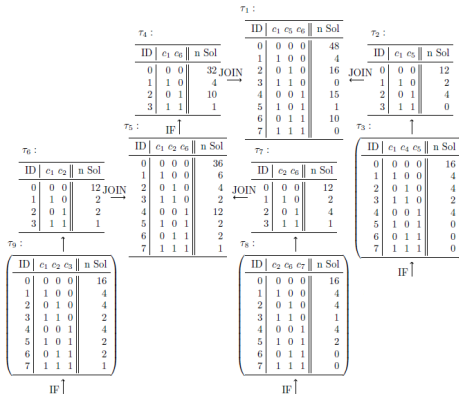 τ1 :
ID c1 c5 c6 n Sol
0 0 0 0 48
1 1 0 0 4
2 0 1 0 16
3 1 1 0 0
4 0 0 1 15
5 1 0 1 1
6 0 1 1 10
7 1 1 1 0
τ4 :
ID c1 c6 n Sol
0 0 0 32
1 1 0 4
2 0 1 10
3 1 1 1
JOIN →
IF ↑
τ2 :
ID c1 c5 n Sol
0 0 0 12
1 1 0 2
2 0 1 4
3 1 1 0
← JOIN
↑
τ3 :
ID c1 c4 c5 n Sol
0 0 0 0 16
1 1 0 0 4
2 0 1 0 4
3 1 1 0 2
4 0 0 1 4
5 1 0 1 0
6 0 1 1 0
7 1 1 1 0
IF ↑
τ5 :
ID c1 c2 c6 n Sol
0 0 0 0 36
1 1 0 0 6
2 0 1 0 4
3 1 1 0 2
4 0 0 1 12
5 1 0 1 2
6 0 1 1 2
7 1 1 1 1
τ6 :
ID c1 c2 n Sol
0 0 0 12
1 1 0 2
2 0 1 2
3 1 1 1
JOIN →
↑
τ7 :
ID c2 c6 n Sol
0 0 0 12
1 1 0 2
2 0 1 4
3 1 1 1
←
JOIN
↑
τ9 :
ID c1 c2 c3 n Sol
0 0 0 0 16
1 1 0 0 4
2 0 1 0 4
3 1 1 0 2
4 0 0 1 4
5 1 0 1 2
6 0 1 1 2
7 1 1 1 1
IF ↑
τ8 :
ID c2 c6 c7 n Sol
0 0 0 0 16
1 1 0 0 4
2 0 1 0 4
3 1 1 0 1
4 0 0 1 4
5 1 0 1 2
6 0 1 1 0
7 1 1 1 0
IF ↑